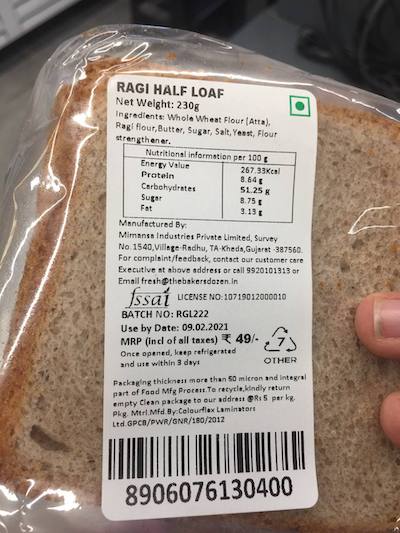 RAGI HALF LOAF
Net Weight: 230g
Ingredients: Whole Wheat Flour (Atta),
Ragi flour,Butter, Sugar, Salt,Yeast, Flour
strengthener.
Nutritional information per 100 g
Energy Value 267.33Kcal
Protein 8.64 g
Carbohydrates 51.25 g
Sugar 8.75 g
Fat 3.13 g
Manufactured By:
Mimansa Industries Private Limited, Survey
No.1540,Village-Radhu, TA-Kheda,Gujarat -387560.
For complaint/feedback, contact our customer care
Executive at above address or call 9920101313 or
Email fresh@thebakersdozen.in
fssai LICENSE NO:10719012000010
BATCH NO: RGL222
Use by Date: 09.02.2021
MRP (incl of all taxes) ₹ 49/- 7
Once opened, keep refrigerated OTHER
and use within 3 days
Packaging thickness more than 50 micron and integral
part of Food Mfg Process.To recycle,kindly return
empty Clean package to our address @Rs 5 per kg.
Pkg. Mtrl.Mfd.By:Colourflex Laminators
Ltd.GPCB/PWR/GNR/180/2012
8906076130400